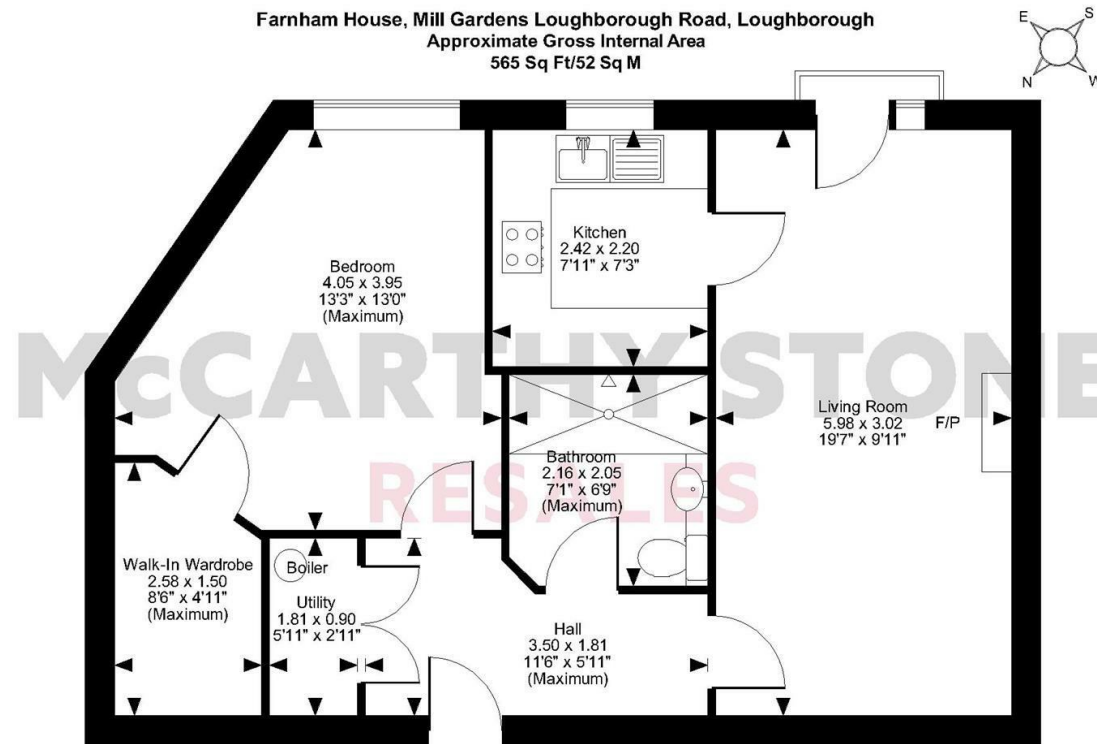 Farnham House, Mill Gardens Loughborough Road, Loughborough
Approximate Gross Internal Area
565 Sq Ft/52 Sq M
E
S
N
W
Kitchen
2.42 x 2.20
7'11" x 7'3"
Bedroom
4.05 x 3.95
13'3" x 13'0"
(Maximum)
McCARTHY STONE
RESALES
Living Room
5.98 x 3.02
19'7" x 9'11"
F/P
Bathroom
2.16 x 2.05
7'1" x 6'9"
(Maximum)
Walk-In Wardrobe
2.58 x 1.50
8'6" x 4'11"
(Maximum)
Boiler
Utility
1.81 x 0.90
5'11" x 2'11"
Hall
3.50 x 1.81
11'6" x 5'11"
(Maximum)